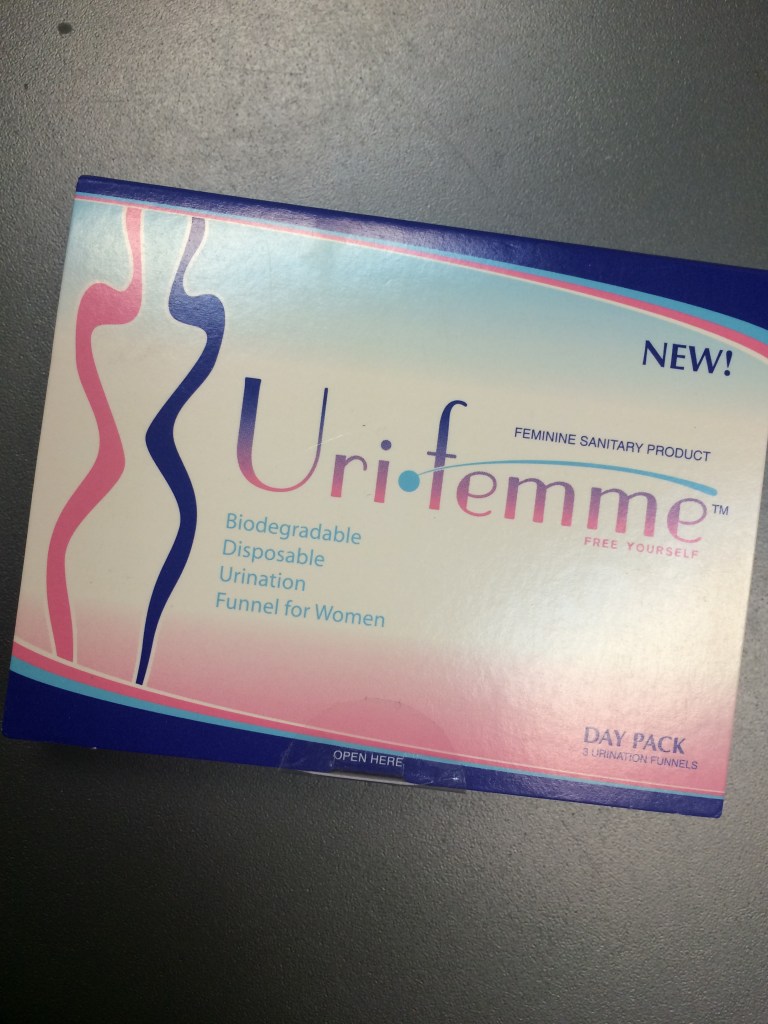 NEW!
FEMININE SANITARY PRODUCT
Uri•femme™
FREE YOURSELF
Biodegradable
Disposable
Urination
Funnel for Women
DAY PACK
3 URINATION FUNNELS
OPEN HERE